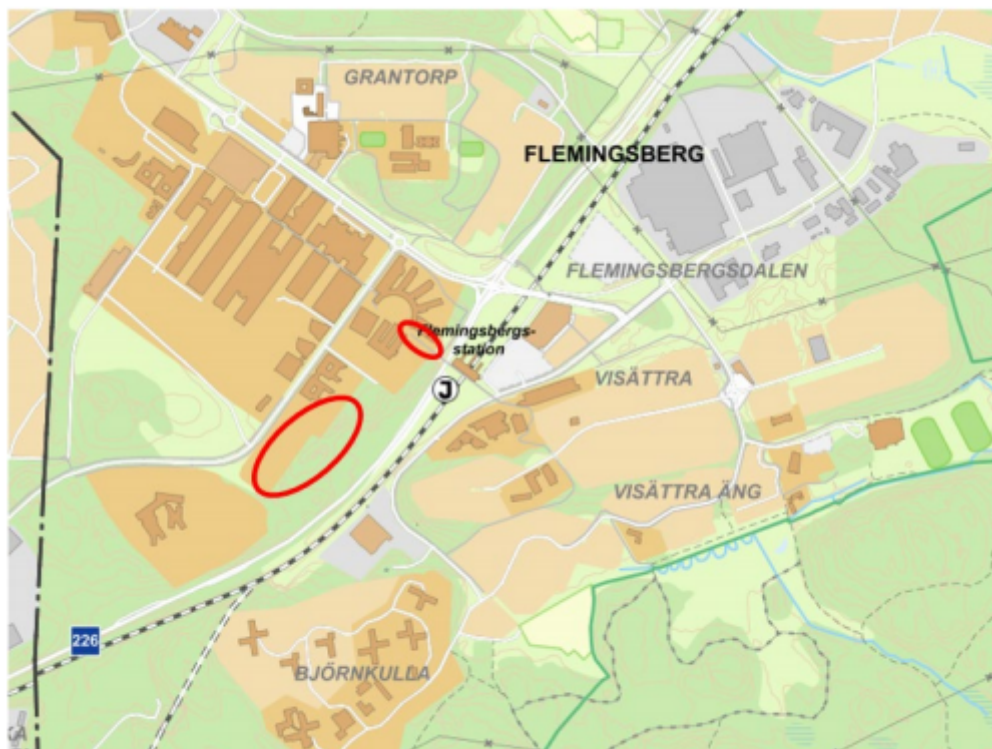 GRANTORP
FLEMINGSBERG
FLEMINGSBERGSDALEN
Flemingsbergs-
station
J
VISÄTTRA
VISÄTTRA ÄNG
226
BJÖRNKULLA